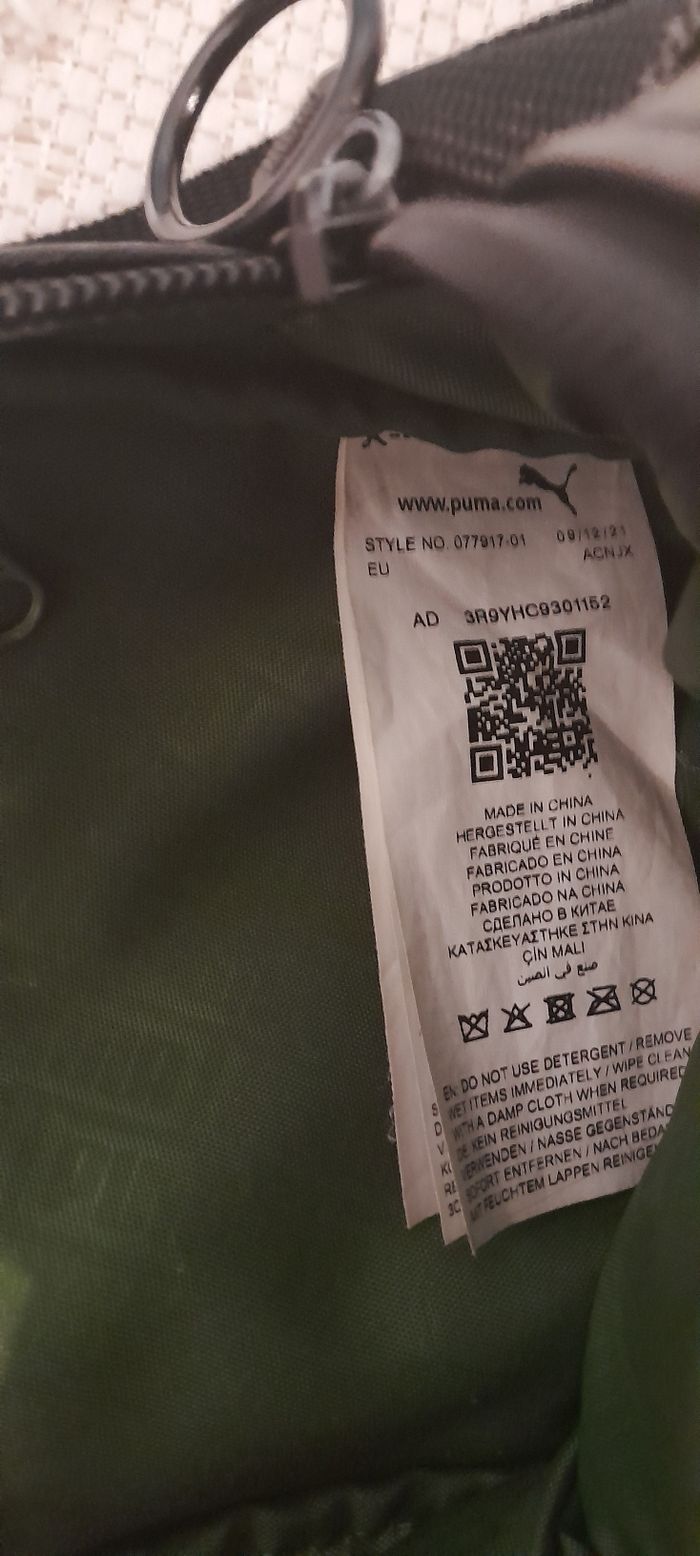 www.puma.com
STYLE NO. 077917-01 09/12/21
EU ACNJX
AD 3R9YHC9301152
MADE IN CHINA
HERGESTELLT IN CHINA
FABRIQUÉ EN CHINE
FABRICADO EN CHINA
PRODOTTO IN CHINA
FABRICADO NA CHINA
СДЕЛАНО В КИТАЕ
ΚΑΤΑΣΚΕΥΑΣΤΗΚΕ ΣΤΗΝ ΚΙΝΑ
ÇİN MALI
صنع في الصين
EN: DO NOT USE DETERGENT / REMOVE
WET ITEMS IMMEDIATELY / WIPE CLEAN
WITH A DAMP CLOTH WHEN REQUIRED
DE: KEIN REINIGUNGSMITTEL
VERWENDEN / NASSE GEGENSTÄND
SOFORT ENTFERNEN / NACH BEDA
MIT FEUCHTEM LAPPEN REINIGE